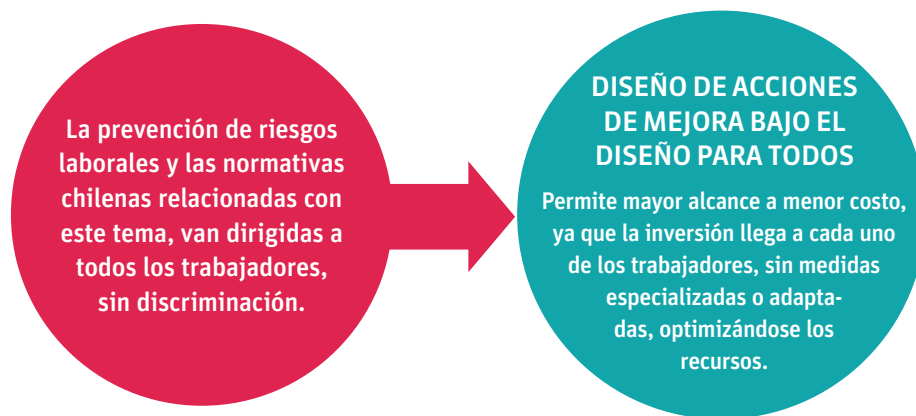 La prevención de riesgos
laborales y las normativas
chilenas relacionadas con
este tema, van dirigidas a
todos los trabajadores,
sin discriminación.
DISEÑO DE ACCIONES
DE MEJORA BAJO EL
DISEÑO PARA TODOS
Permite mayor alcance a menor costo,
ya que la inversión llega a cada uno
de los trabajadores, sin medidas
especializadas o adapta-
das, optimizándose los
recursos.